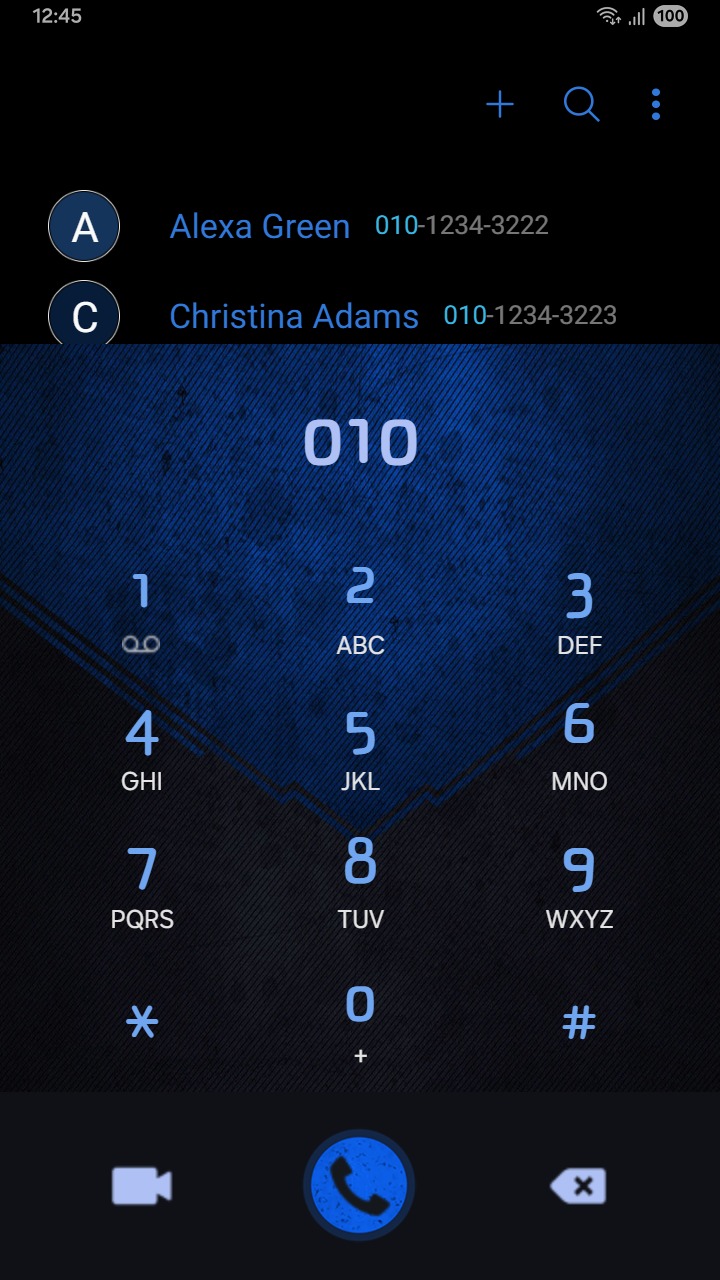 12:45 100
A Alexa Green 010-1234-3222
C Christina Adams 010-1234-3223
010
1 2 3
ABC DEF
4 5 6
GHI JKL MNO
7 8 9
PQRS TUV WXYZ
* 0 #
+